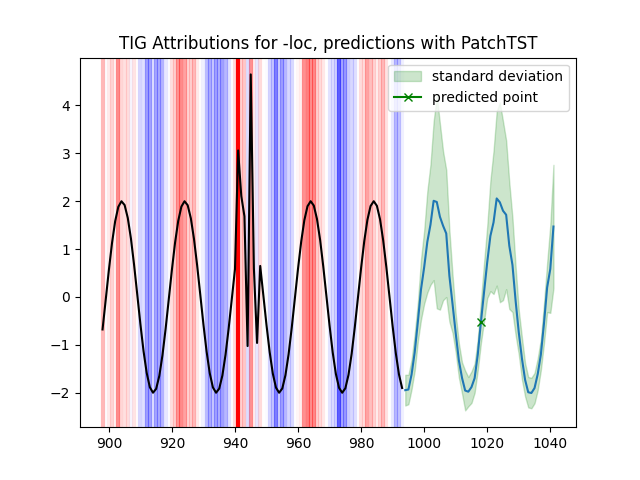 TIG Attributions for -loc, predictions with PatchTST
standard deviation
predicted point
4
3
2
1
0
−1
−2
900 920 940 960 980 1000 1020 1040